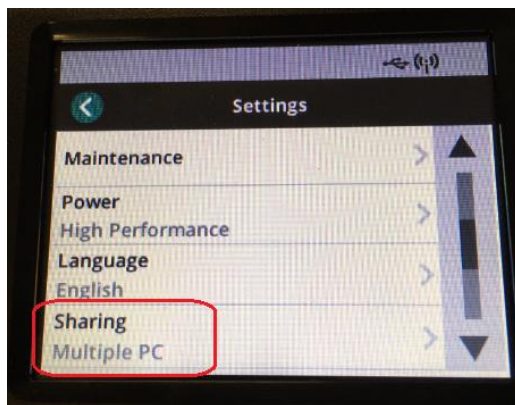 Settings
Maintenance
Power
High Performance
Language
English
Sharing
Multiple PC